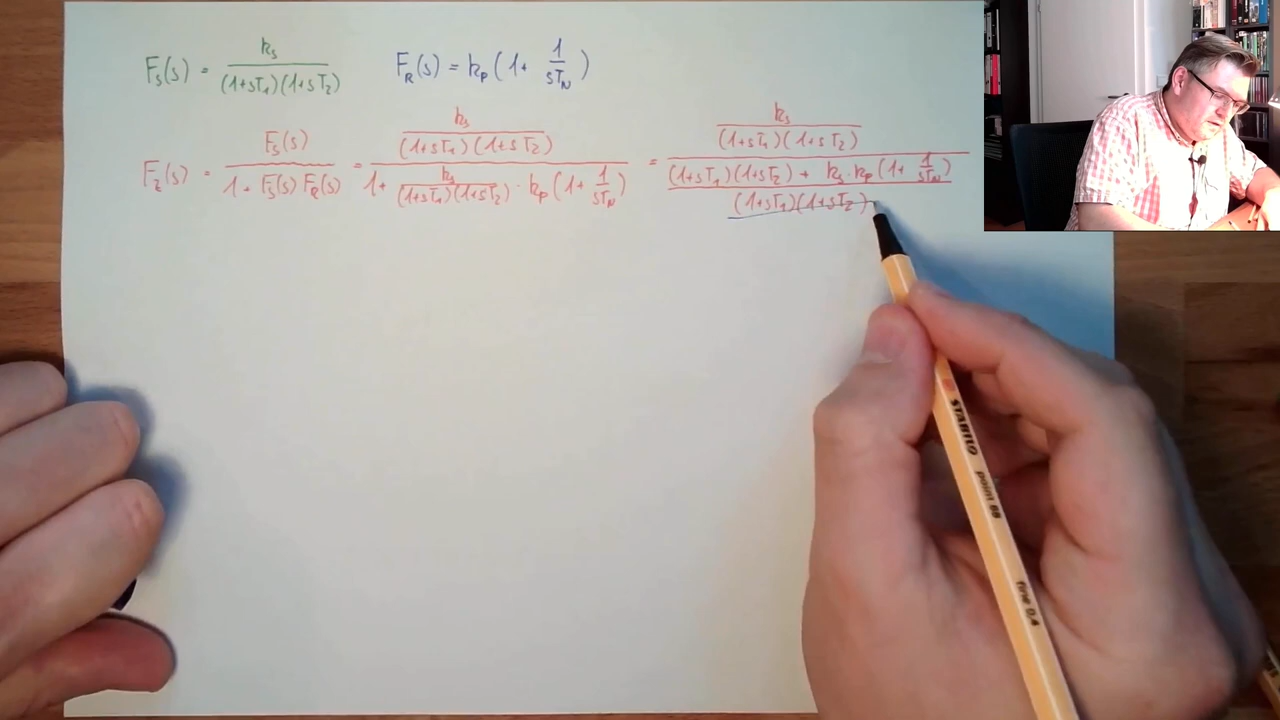 F_S(s) = k_S / ((1+sT_1)(1+sT_2))   F_R(s) = k_P (1 + 1/(sT_N))
F_Z(s) = F_S(s) / (1 + F_S(s) F_R(s)) = (k_S / ((1+sT_1)(1+sT_2))) / (1 + k_S / ((1+sT_1)(1+sT_2)) · k_P (1 + 1/(sT_N))) = (k_S / ((1+sT_1)(1+sT_2))) / (((1+sT_1)(1+sT_2) + k_S · k_P (1 + 1/(sT_N))) / ((1+sT_1)(1+sT_2)))
STABILO point 88 fine 0,4